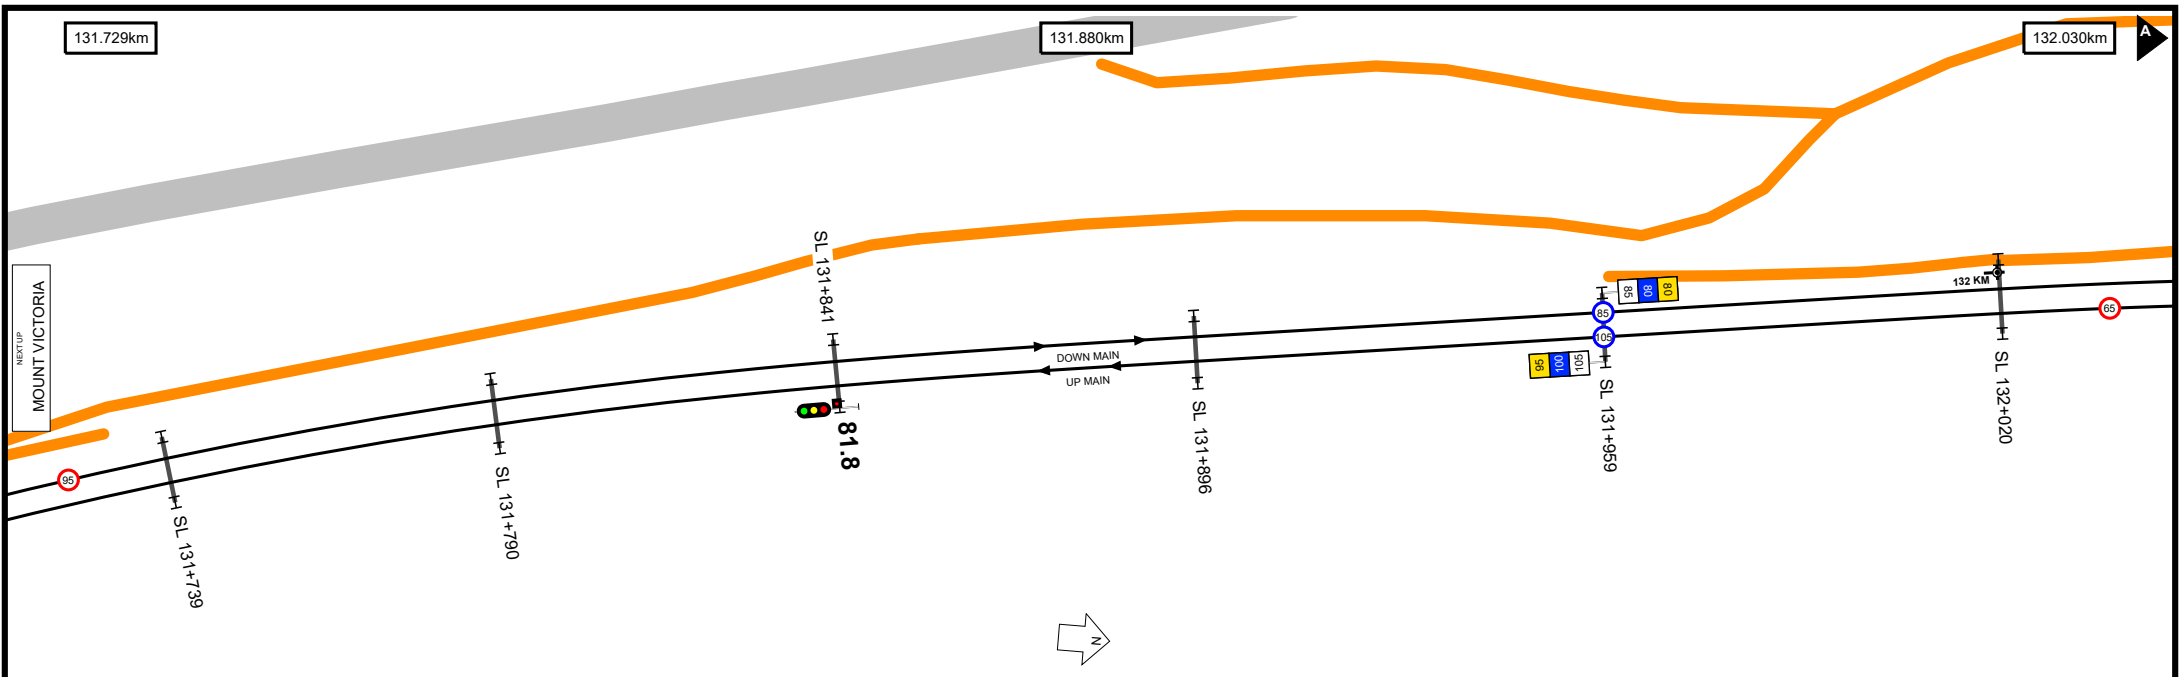 131.729km
131.880km
132.030km
A
NEXT UP
MOUNT VICTORIA
SL 131+841
85
80
80
132 KM
85
65
105
DOWN MAIN
UP MAIN
95
100
105
95
81.8
SL 131+739
SL 131+790
SL 131+896
SL 131+959
SL 132+020
N